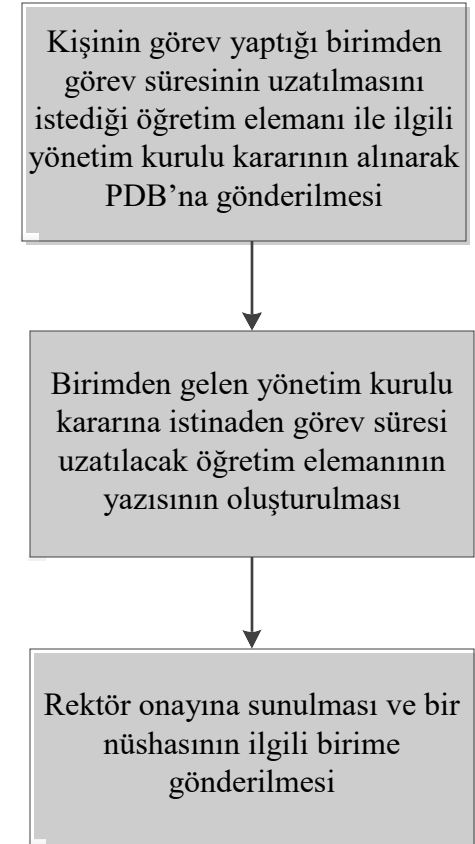 Kişinin görev yaptığı birimden
görev süresinin uzatılmasını
istediği öğretim elemanı ile ilgili
yönetim kurulu kararının alınarak
PDB’na gönderilmesi
Birimden gelen yönetim kurulu
kararına istinaden görev süresi
uzatılacak öğretim elemanının
yazısının oluşturulması
Rektör onayına sunulması ve bir
nüshasının ilgili birime
gönderilmesi